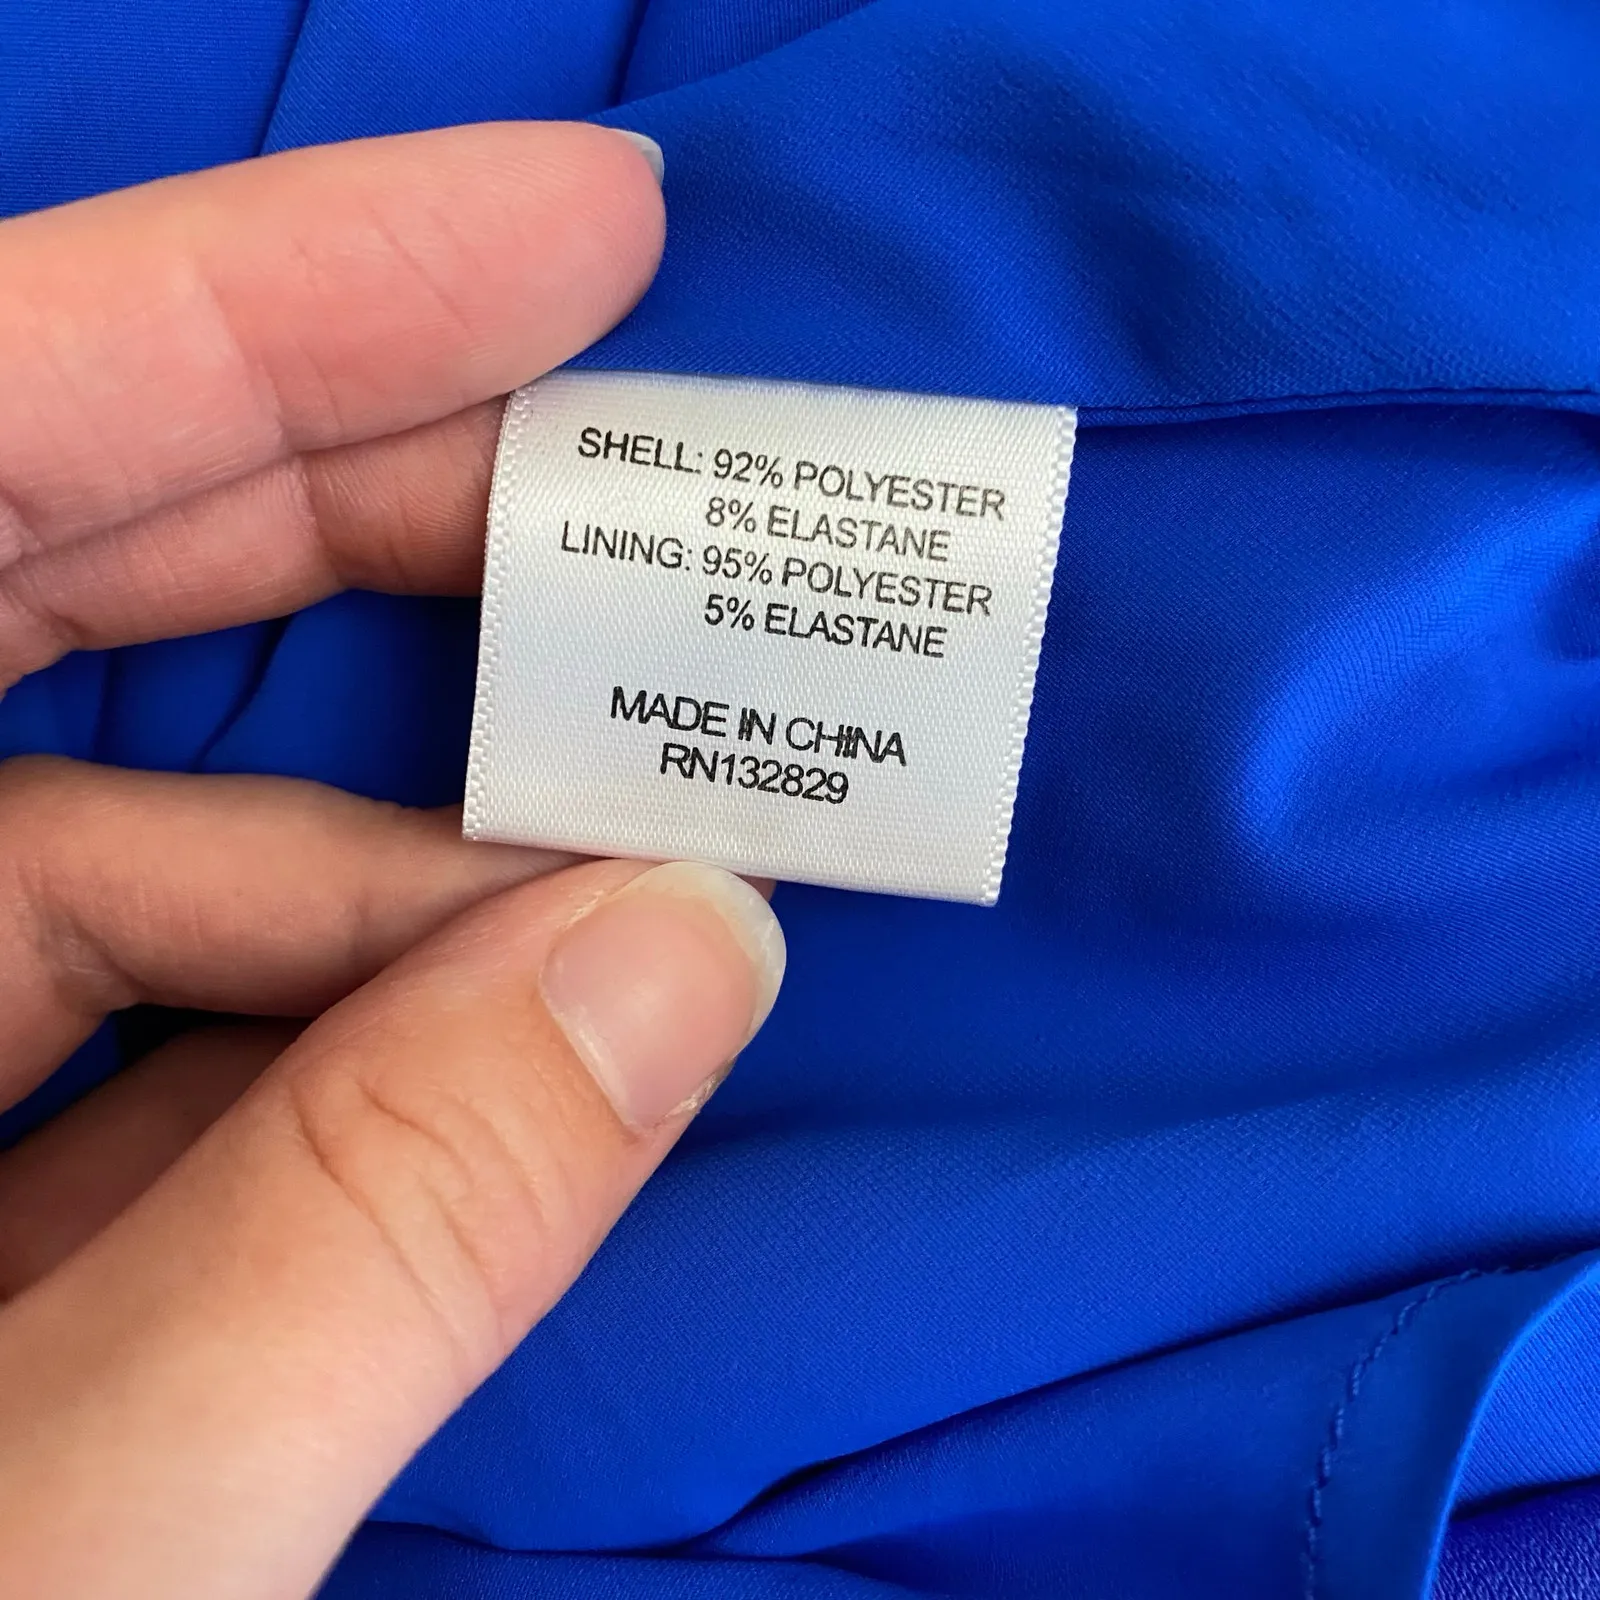 SHELL: 92% POLYESTER
8% ELASTANE
LINING: 95% POLYESTER
5% ELASTANE
MADE IN CHINA
RN132829